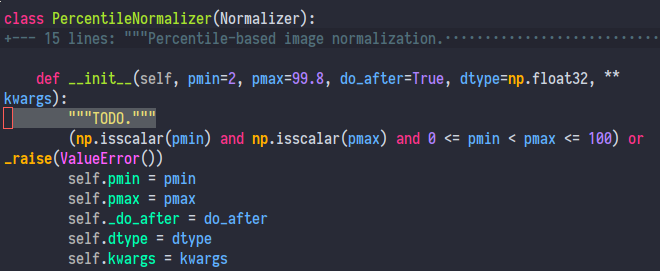 class PercentileNormalizer(Normalizer):
+--- 15 lines: """Percentile-based image normalization.····························
def __init__(self, pmin=2, pmax=99.8, do_after=True, dtype=np.float32, **
kwargs):
"""TODO."""
(np.isscalar(pmin) and np.isscalar(pmax) and 0 <= pmin < pmax <= 100) or
_raise(ValueError())
self.pmin = pmin
self.pmax = pmax
self._do_after = do_after
self.dtype = dtype
self.kwargs = kwargs